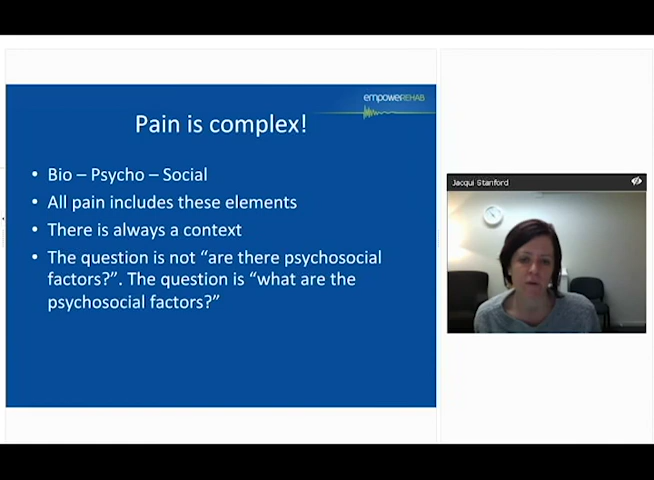 empowerREHAB
Pain is complex!
• Bio – Psycho – Social
• All pain includes these elements
• There is always a context
• The question is not “are there psychosocial
factors?”. The question is “what are the
psychosocial factors?”
Jacqui Stanford